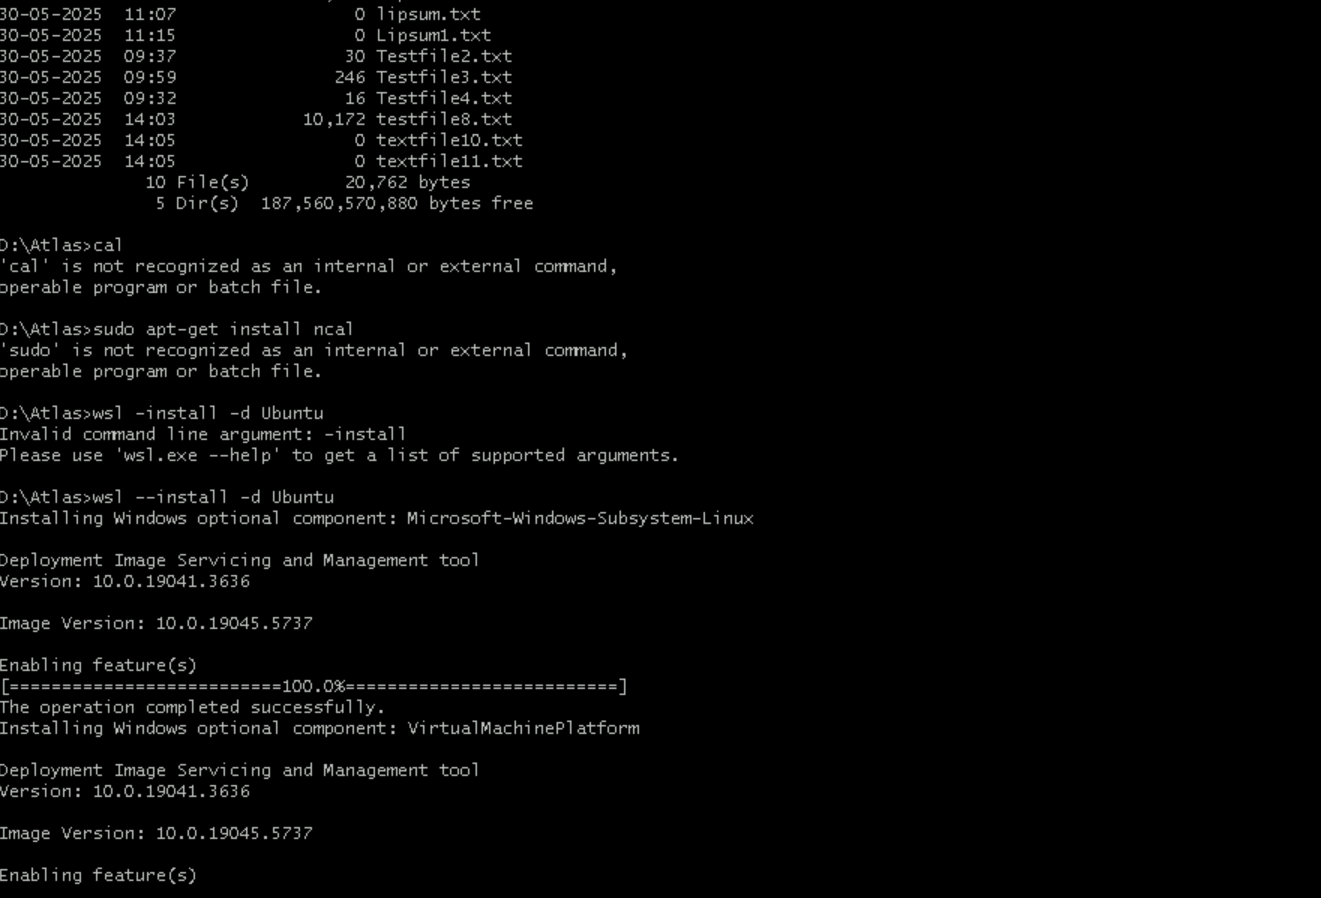 30-05-2025 11:07 0 lipsum.txt
30-05-2025 11:15 0 Lipsum1.txt
30-05-2025 09:37 30 Testfile2.txt
30-05-2025 09:59 246 Testfile3.txt
30-05-2025 09:32 16 Testfile4.txt
30-05-2025 14:03 10,172 testfile8.txt
30-05-2025 14:05 0 textfile10.txt
30-05-2025 14:05 0 textfile11.txt
10 File(s) 20,762 bytes
5 Dir(s) 187,560,570,880 bytes free
D:\Atlas>cal
'cal' is not recognized as an internal or external command,
operable program or batch file.
D:\Atlas>sudo apt-get install ncal
'sudo' is not recognized as an internal or external command,
operable program or batch file.
D:\Atlas>wsl -install -d Ubuntu
Invalid command line argument: -install
Please use 'wsl.exe --help' to get a list of supported arguments.
D:\Atlas>wsl --install -d Ubuntu
Installing Windows optional component: Microsoft-Windows-Subsystem-Linux
Deployment Image Servicing and Management tool
Version: 10.0.19041.3636
Image Version: 10.0.19045.5737
Enabling feature(s)
[==========================100.0%==========================]
The operation completed successfully.
Installing Windows optional component: VirtualMachinePlatform
Deployment Image Servicing and Management tool
Version: 10.0.19041.3636
Image Version: 10.0.19045.5737
Enabling feature(s)